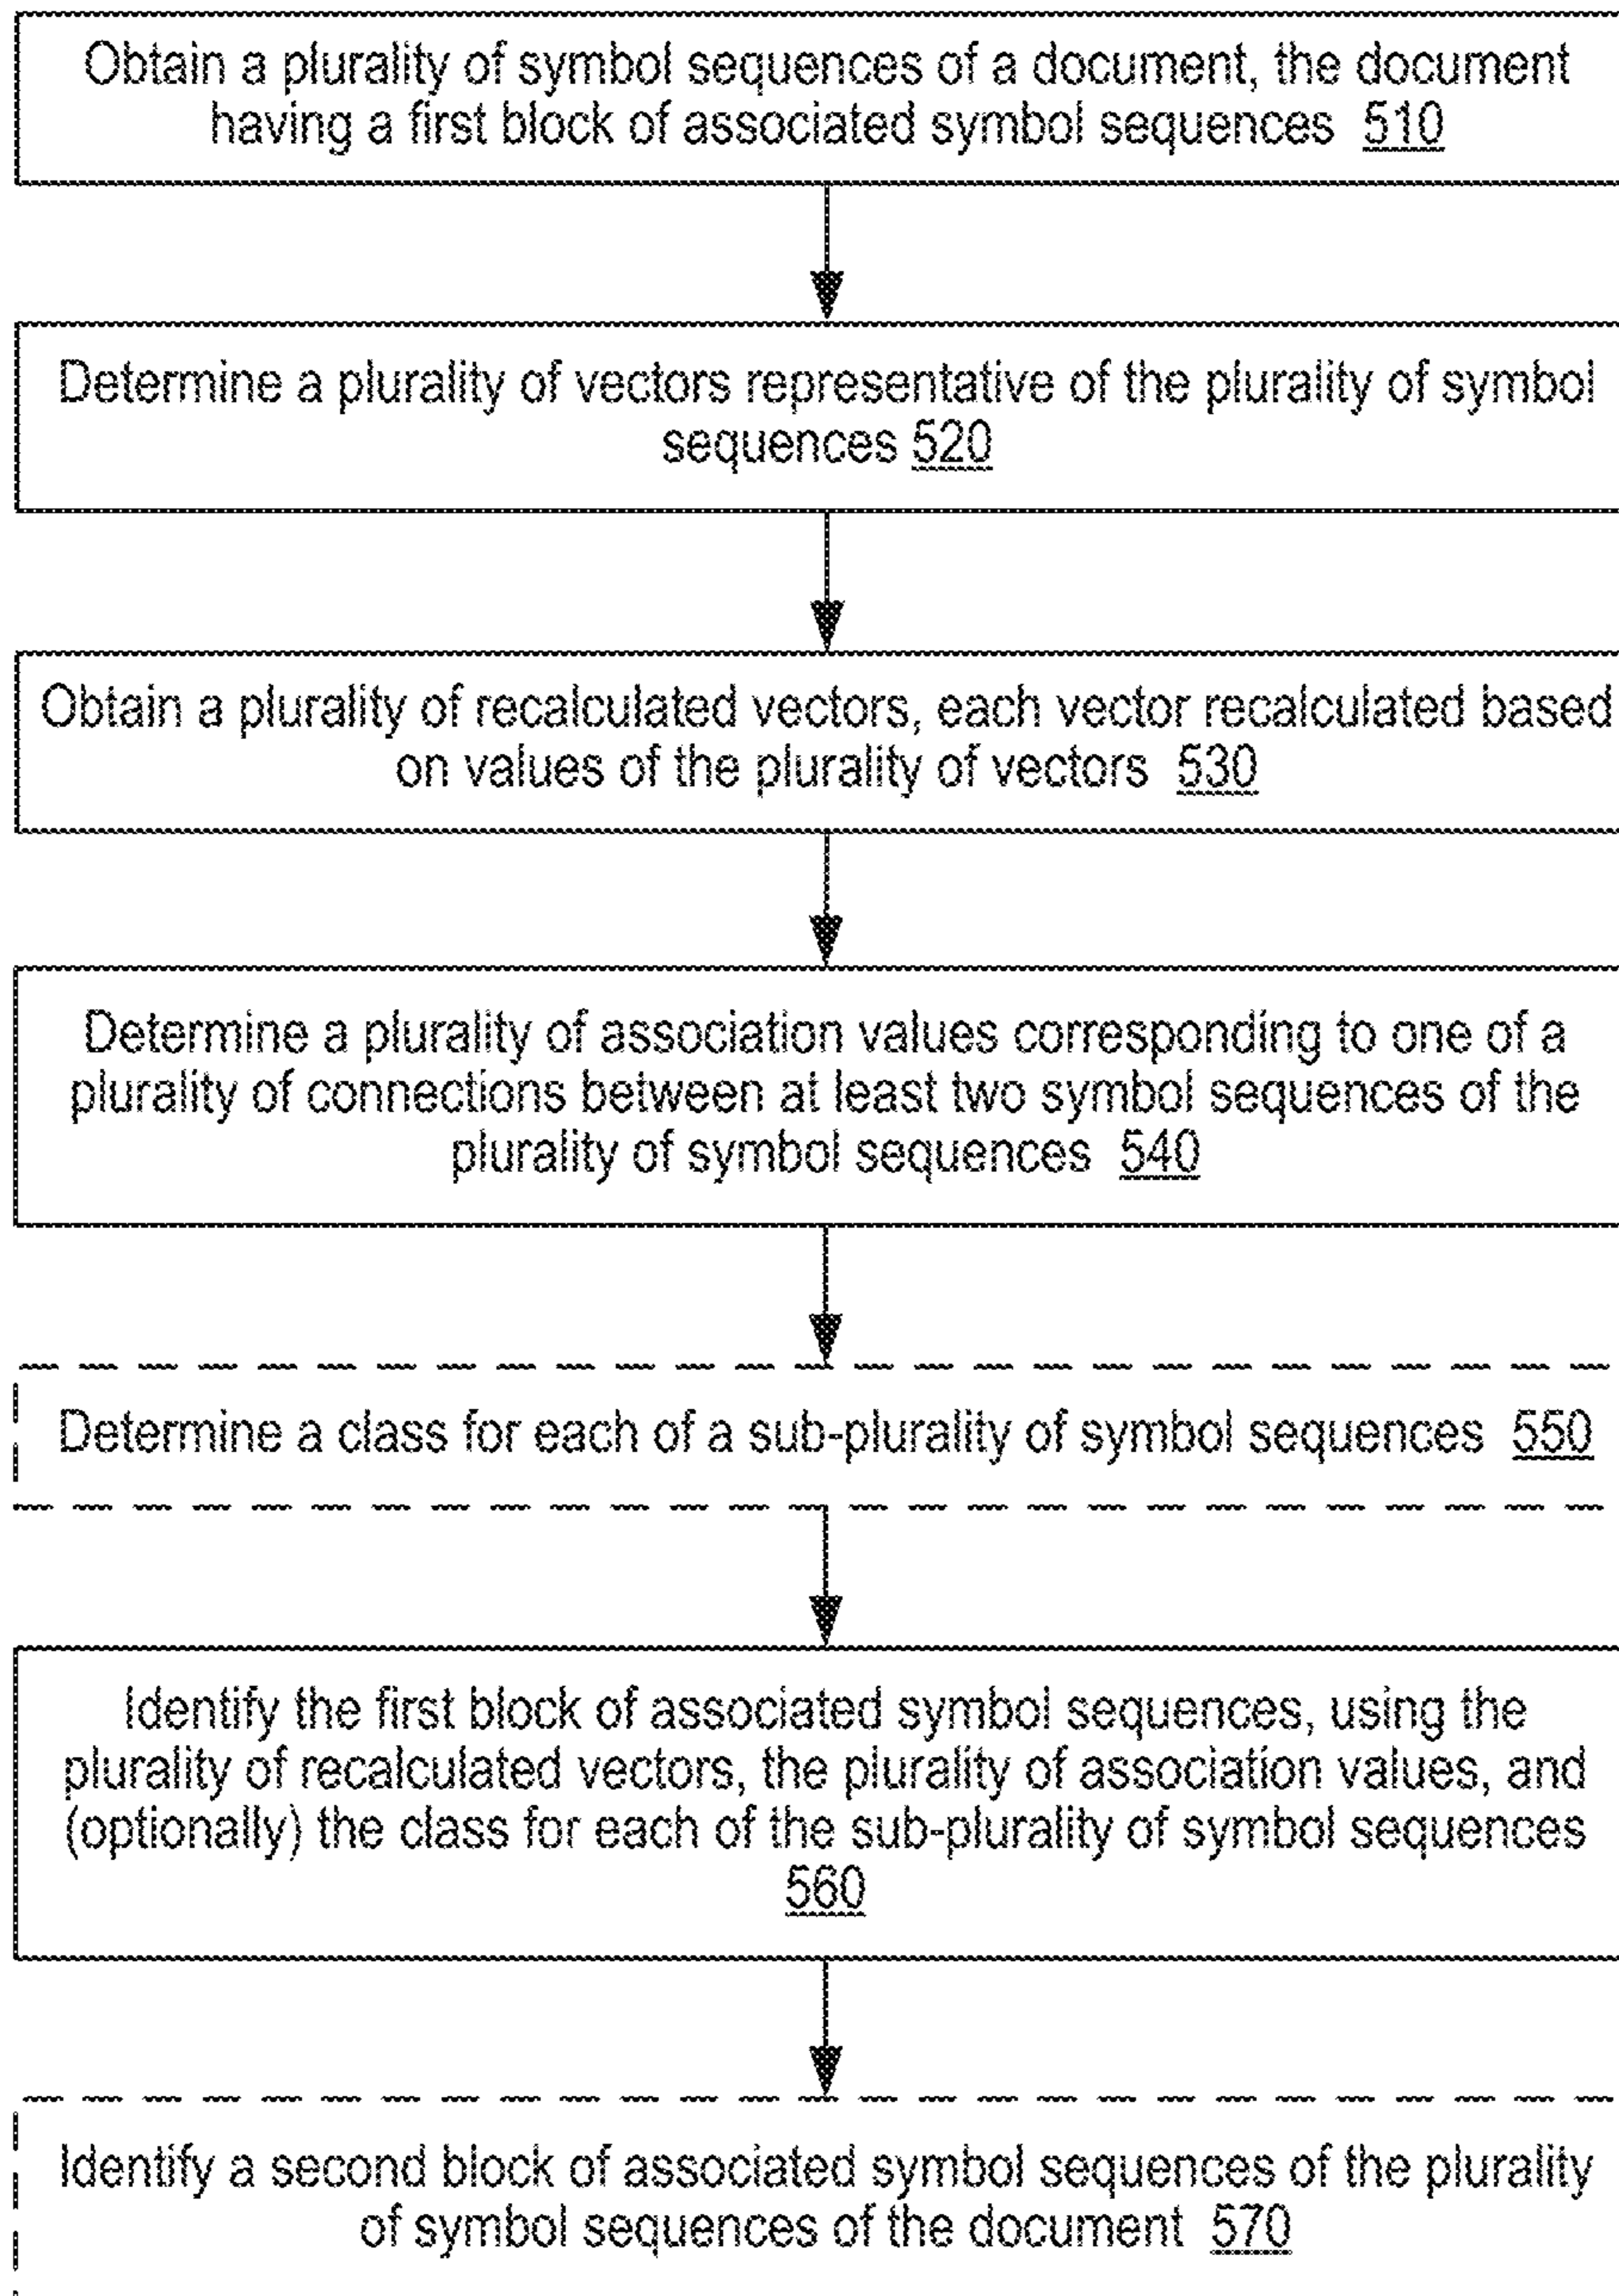 Obtain a plurality of symbol sequences of a document, the document
having a first block of associated symbol sequences 510
Determine a plurality of vectors representative of the plurality of symbol
sequences 520
Obtain a plurality of recalculated vectors, each vector recalculated based
on values of the plurality of vectors 530
Determine a plurality of association values corresponding to one of a
plurality of connections between at least two symbol sequences of the
plurality of symbol sequences 540
Determine a class for each of a sub-plurality of symbol sequences 550
Identify the first block of associated symbol sequences, using the
plurality of recalculated vectors, the plurality of association values, and
(optionally) the class for each of the sub-plurality of symbol sequences
560
Identify a second block of associated symbol sequences of the plurality
of symbol sequences of the document 570